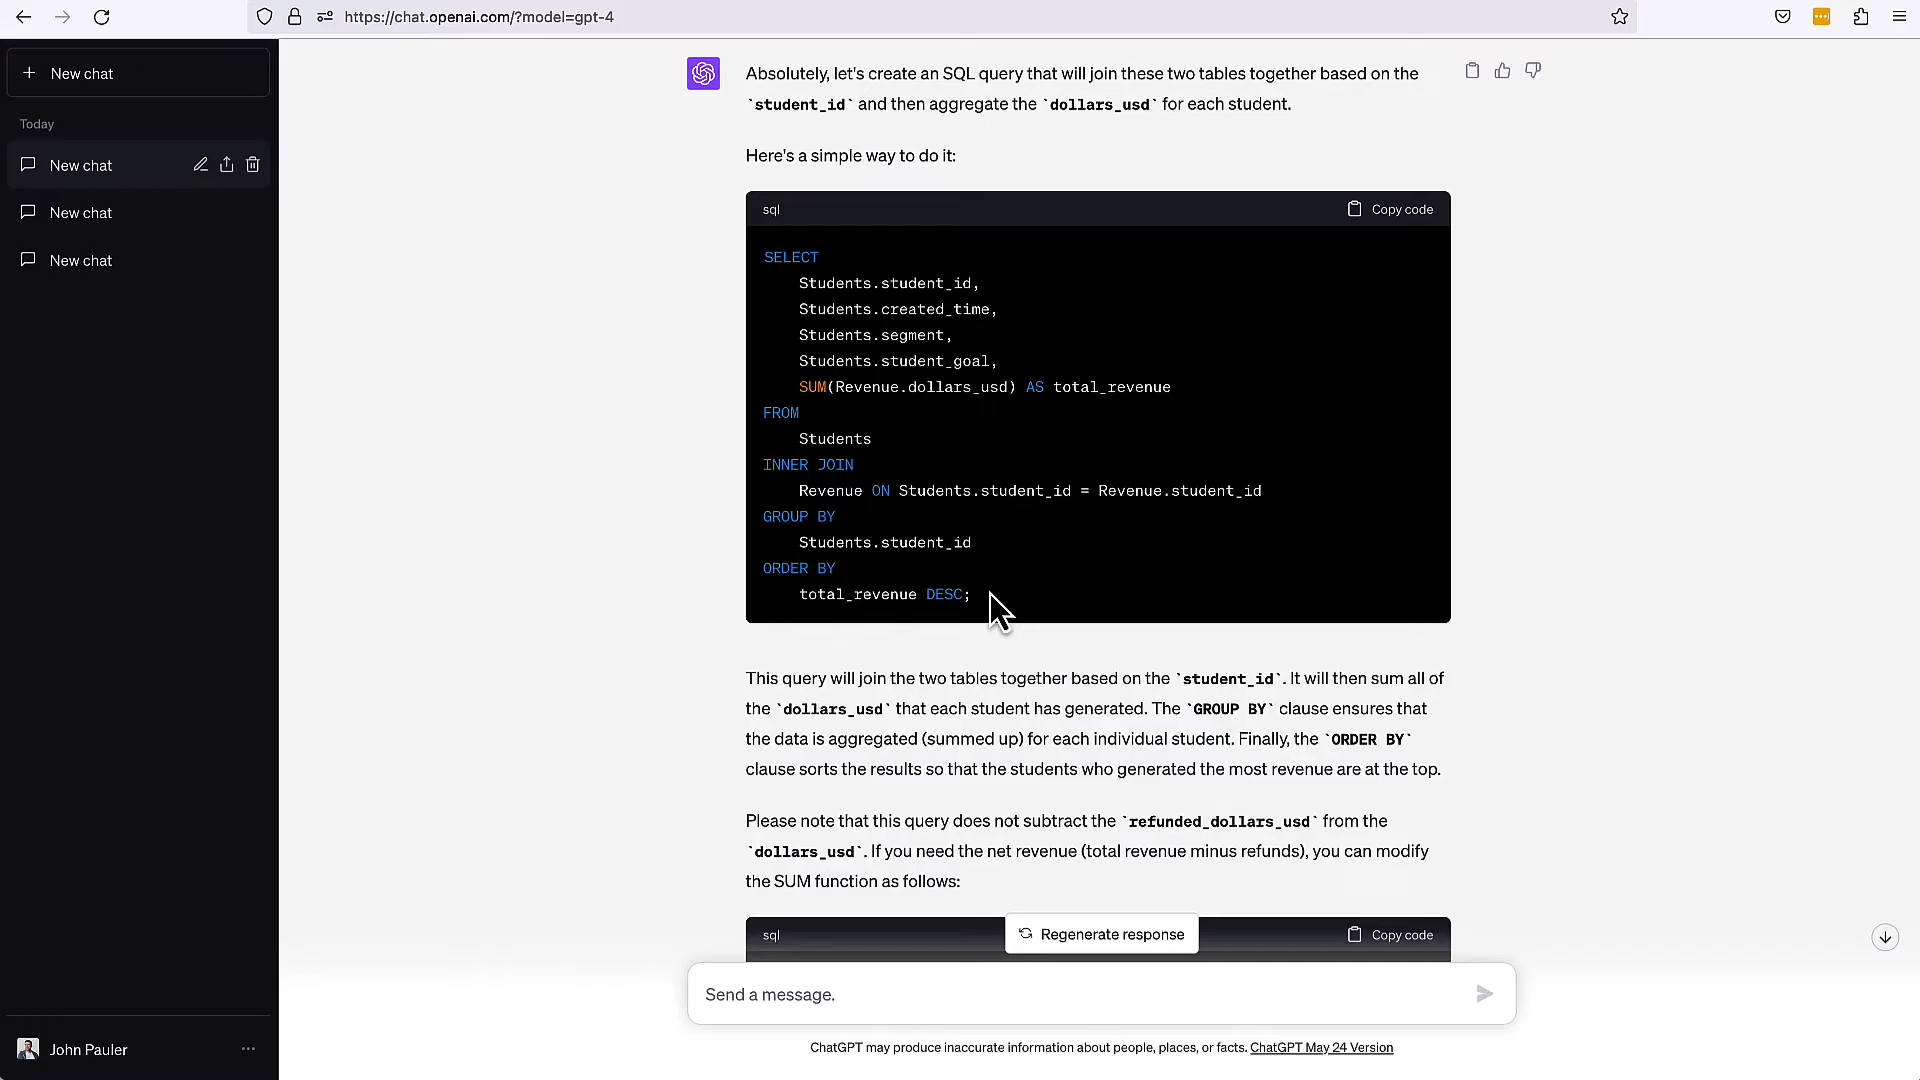 https://chat.openai.com/?model=gpt-4
New chat
Today
New chat
New chat
New chat
John Pauler
Absolutely, let's create an SQL query that will join these two tables together based on the
`student_id` and then aggregate the `dollars_usd` for each student.
Here's a simple way to do it:
sql
Copy code
SELECT
Students.student_id,
Students.created_time,
Students.segment,
Students.student_goal,
SUM(Revenue.dollars_usd) AS total_revenue
FROM
Students
INNER JOIN
Revenue ON Students.student_id = Revenue.student_id
GROUP BY
Students.student_id
ORDER BY
total_revenue DESC;
This query will join the two tables together based on the `student_id`. It will then sum all of
the `dollars_usd` that each student has generated. The `GROUP BY` clause ensures that
the data is aggregated (summed up) for each individual student. Finally, the `ORDER BY`
clause sorts the results so that the students who generated the most revenue are at the top.
Please note that this query does not subtract the `refunded_dollars_usd` from the
`dollars_usd`. If you need the net revenue (total revenue minus refunds), you can modify
the SUM function as follows:
sql
Copy code
Regenerate response
Send a message.
ChatGPT may produce inaccurate information about people, places, or facts. ChatGPT May 24 Version